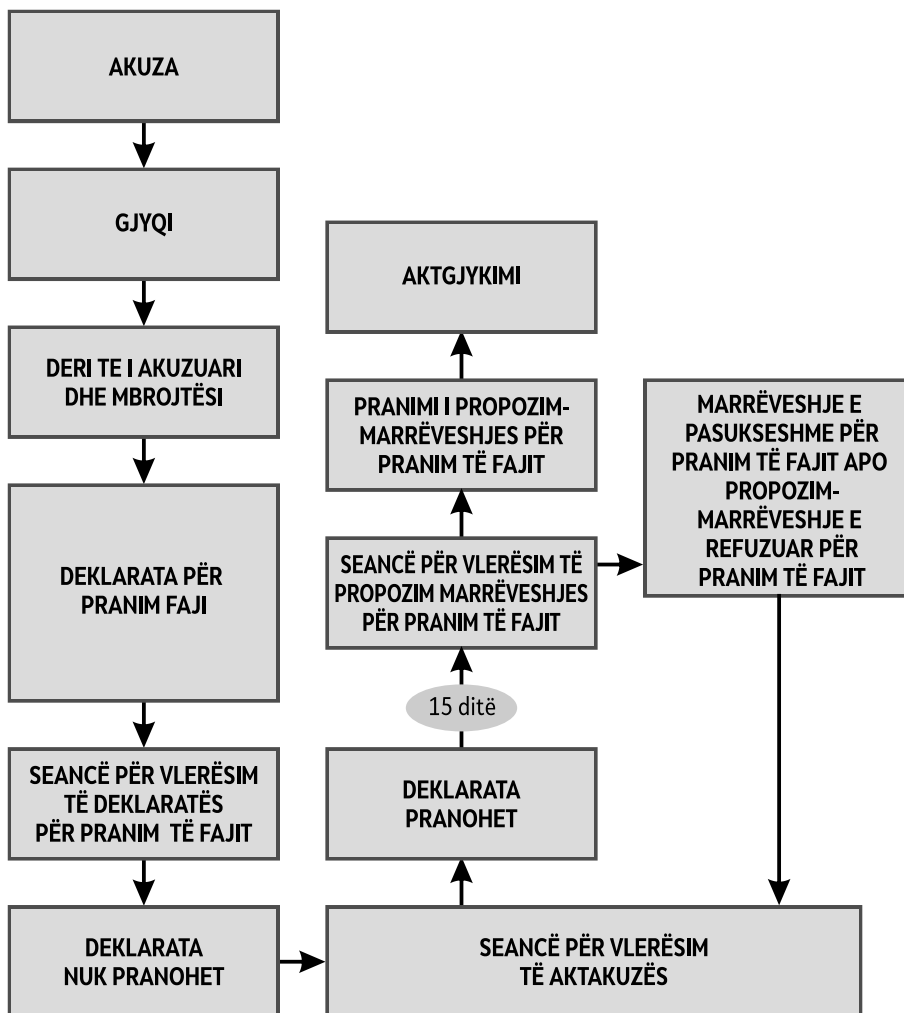 AKUZA
GJYQI
DERI TE I AKUZUARI
DHE MBROJTËSI
DEKLARATA PËR
PRANIM FAJI
SEANCË PËR VLERËSIM
TË DEKLARATËS
PËR PRANIM TË FAJIT
DEKLARATA
NUK PRANOHET
SEANCË PËR VLERËSIM
TË AKTAKUZËS
DEKLARATA
PRANOHET
15 ditë
SEANCË PËR VLERËSIM TË
PROPOZIM MARRËVESHJES
PËR PRANIM TË FAJIT
PRANIMI I PROPOZIM-
MARRËVESHJES PËR
PRANIM TË FAJIT
AKTGJYKIMI
MARRËVESHJE E
PASUKSESHME PËR
PRANIM TË FAJIT APO
PROPOZIM-
MARRËVESHJE E
REFUZUAR PËR
PRANIM TË FAJIT